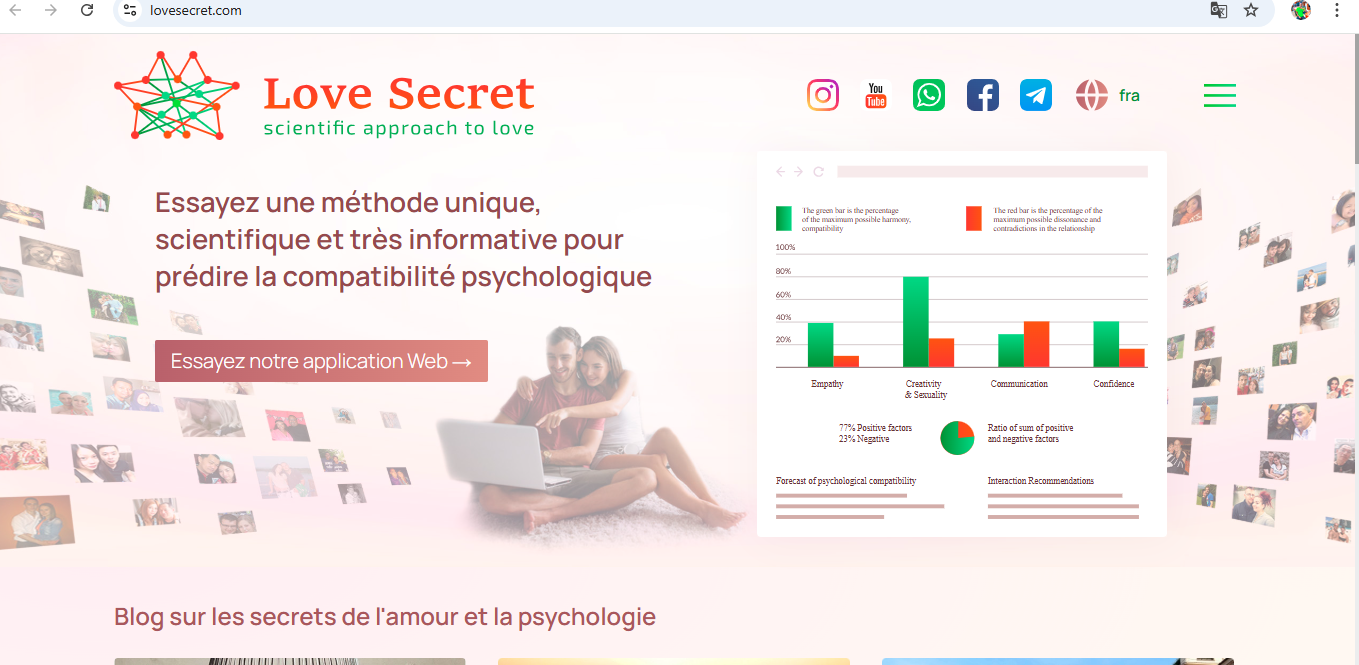 lovesecret.com
Love Secret
scientific approach to love
You
Tube
fra
Essayez une méthode unique,
scientifique et très informative pour
prédire la compatibilité psychologique
Essayez notre application Web →
The green bar is the percentage
of the maximum possible harmony,
compatibility
The red bar is the percentage of the
maximum possible dissonance and
contradictions in the relationship
100%
80%
60%
40%
20%
Empathy
Creativity
& Sexuality
Communication
Confidence
77% Positive factors
23% Negative
Ratio of sum of positive
and negative factors
Forecast of psychological compatibility
Interaction Recommendations
Blog sur les secrets de l'amour et la psychologie